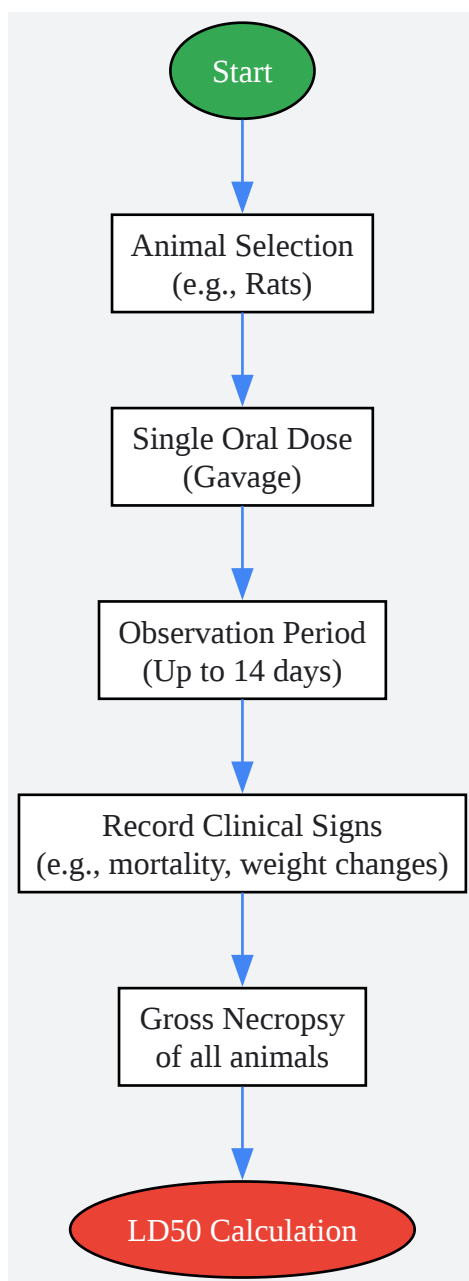 Start
Animal Selection
(e.g., Rats)
Single Oral Dose
(Gavage)
Observation Period
(Up to 14 days)
Record Clinical Signs
(e.g., mortality, weight changes)
Gross Necropsy
of all animals
LD50 Calculation